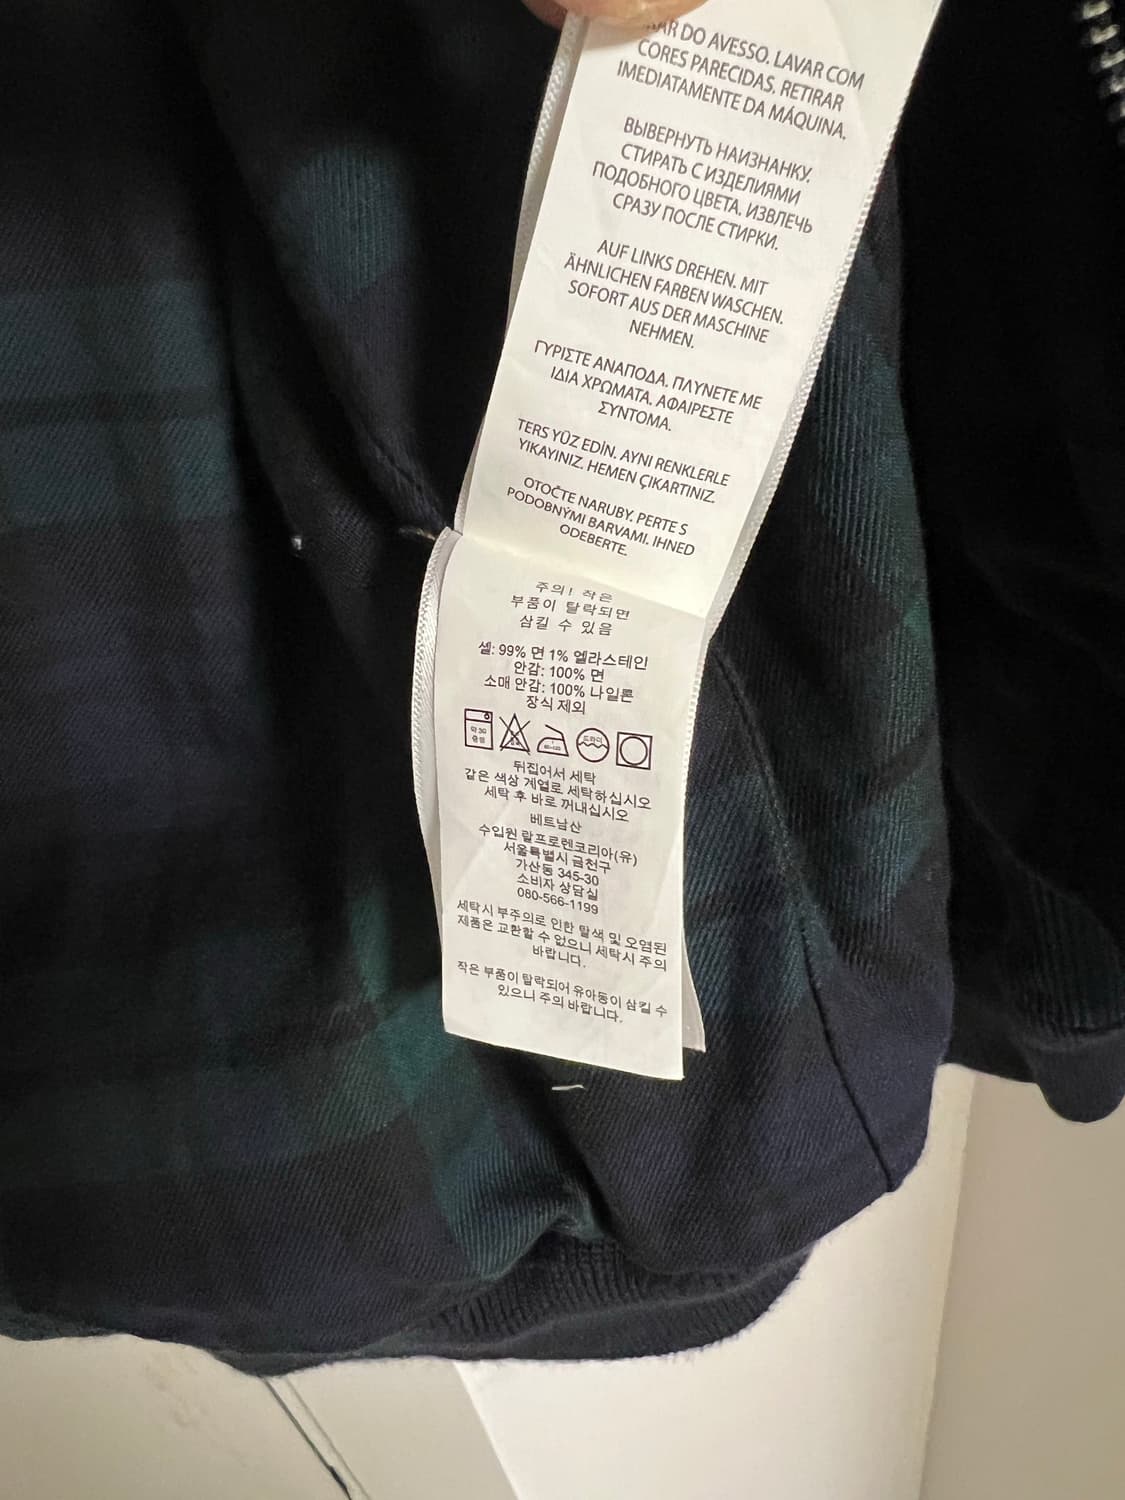 DO AVESSO. LAVAR COM
CORES PARECIDAS. RETIRAR
IMEDIATAMENTE DA MÁQUINA.
ВЫВЕРНУТЬ НАИЗНАНКУ.
СТИРАТЬ С ИЗДЕЛИЯМИ
ПОДОБНОГО ЦВЕТА. ИЗВЛЕЧЬ
СРАЗУ ПОСЛЕ СТИРКИ.
AUF LINKS DREHEN. MIT
ÄHNLICHEN FARBEN WASCHEN.
SOFORT AUS DER MASCHINE
NEHMEN.
ΓΥΡΙΣΤΕ ΑΝΑΠΟΔΑ. ΠΛΥΝΕΤΕ ΜΕ
ΙΔΙΑ ΧΡΩΜΑΤΑ. ΑΦΑΙΡΕΣΤΕ
ΣΥΝΤΟΜΑ.
TERS YÜZ EDİN. AYNI RENKLERLE
YIKAYINIZ. HEMEN ÇIKARTINIZ.
OTOČTE NARUBY. PERTE S
PODOBNÝMI BARVAMI. IHNED
ODEBERTE.
주의! 작은
부품이 탈락되면
삼킬 수 있음
셀: 99% 면 1% 엘라스테인
안감: 100% 면
소매 안감: 100% 나일론
장식 제외
약 30
중성
드라이
뒤집어서 세탁
같은 색상 계열로 세탁하십시오
세탁 후 바로 꺼내십시오
베트남산
수입원 랄프로렌코리아(유)
서울특별시 금천구
가산동 345-30
소비자 상담실
080-566-1199
세탁시 부주의로 인한 탈색 및 오염된
제품은 교환할 수 없으니 세탁시 주의
바랍니다.
작은 부품이 탈락되어 유아동이 삼킬 수
있으니 주의 바랍니다.